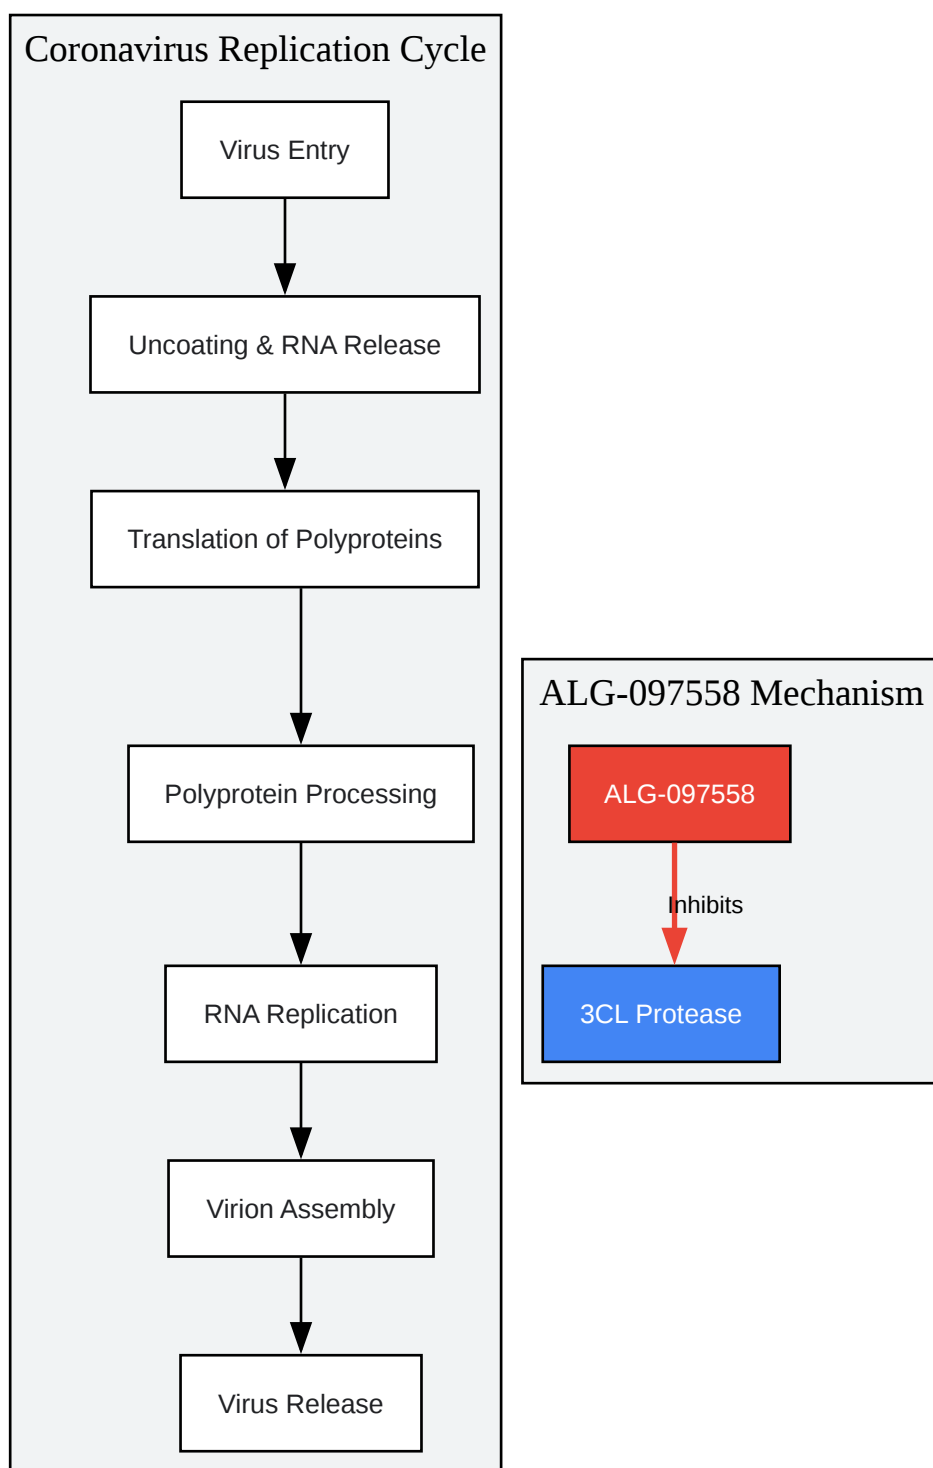 Coronavirus Replication Cycle
Virus Entry
Uncoating & RNA Release
Translation of Polyproteins
Polyprotein Processing
RNA Replication
Virion Assembly
Virus Release
ALG-097558 Mechanism
ALG-097558
Inhibits
3CL Protease